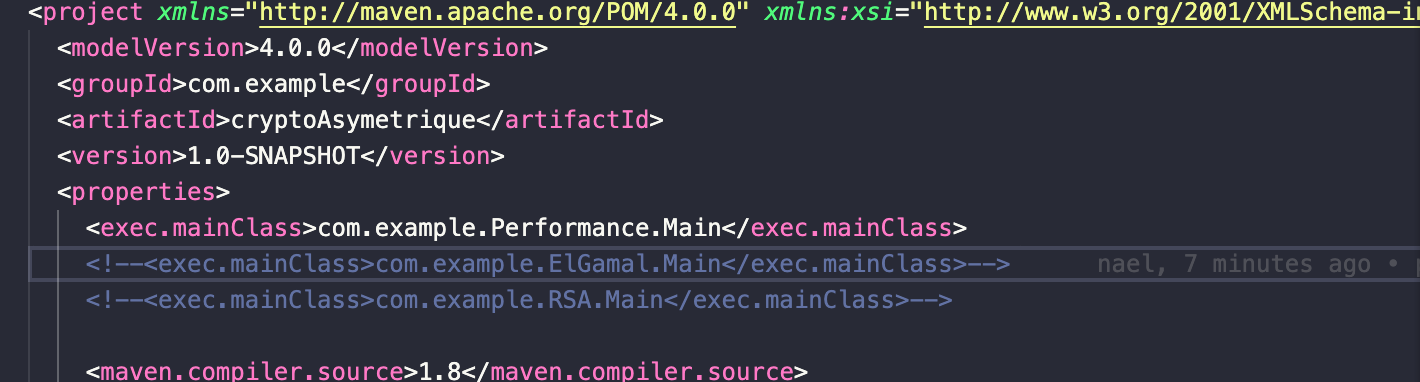 <project xmlns="http://maven.apache.org/POM/4.0.0" xmlns:xsi="http://www.w3.org/2001/XMLSchema-in
<modelVersion>4.0.0</modelVersion>
<groupId>com.example</groupId>
<artifactId>cryptoAsymetrique</artifactId>
<version>1.0-SNAPSHOT</version>
<properties>
<exec.mainClass>com.example.Performance.Main</exec.mainClass>
<!--<exec.mainClass>com.example.ElGamal.Main</exec.mainClass>--> nael, 7 minutes ago •
<!--<exec.mainClass>com.example.RSA.Main</exec.mainClass>-->
<maven.compiler.source>1.8</maven.compiler.source>